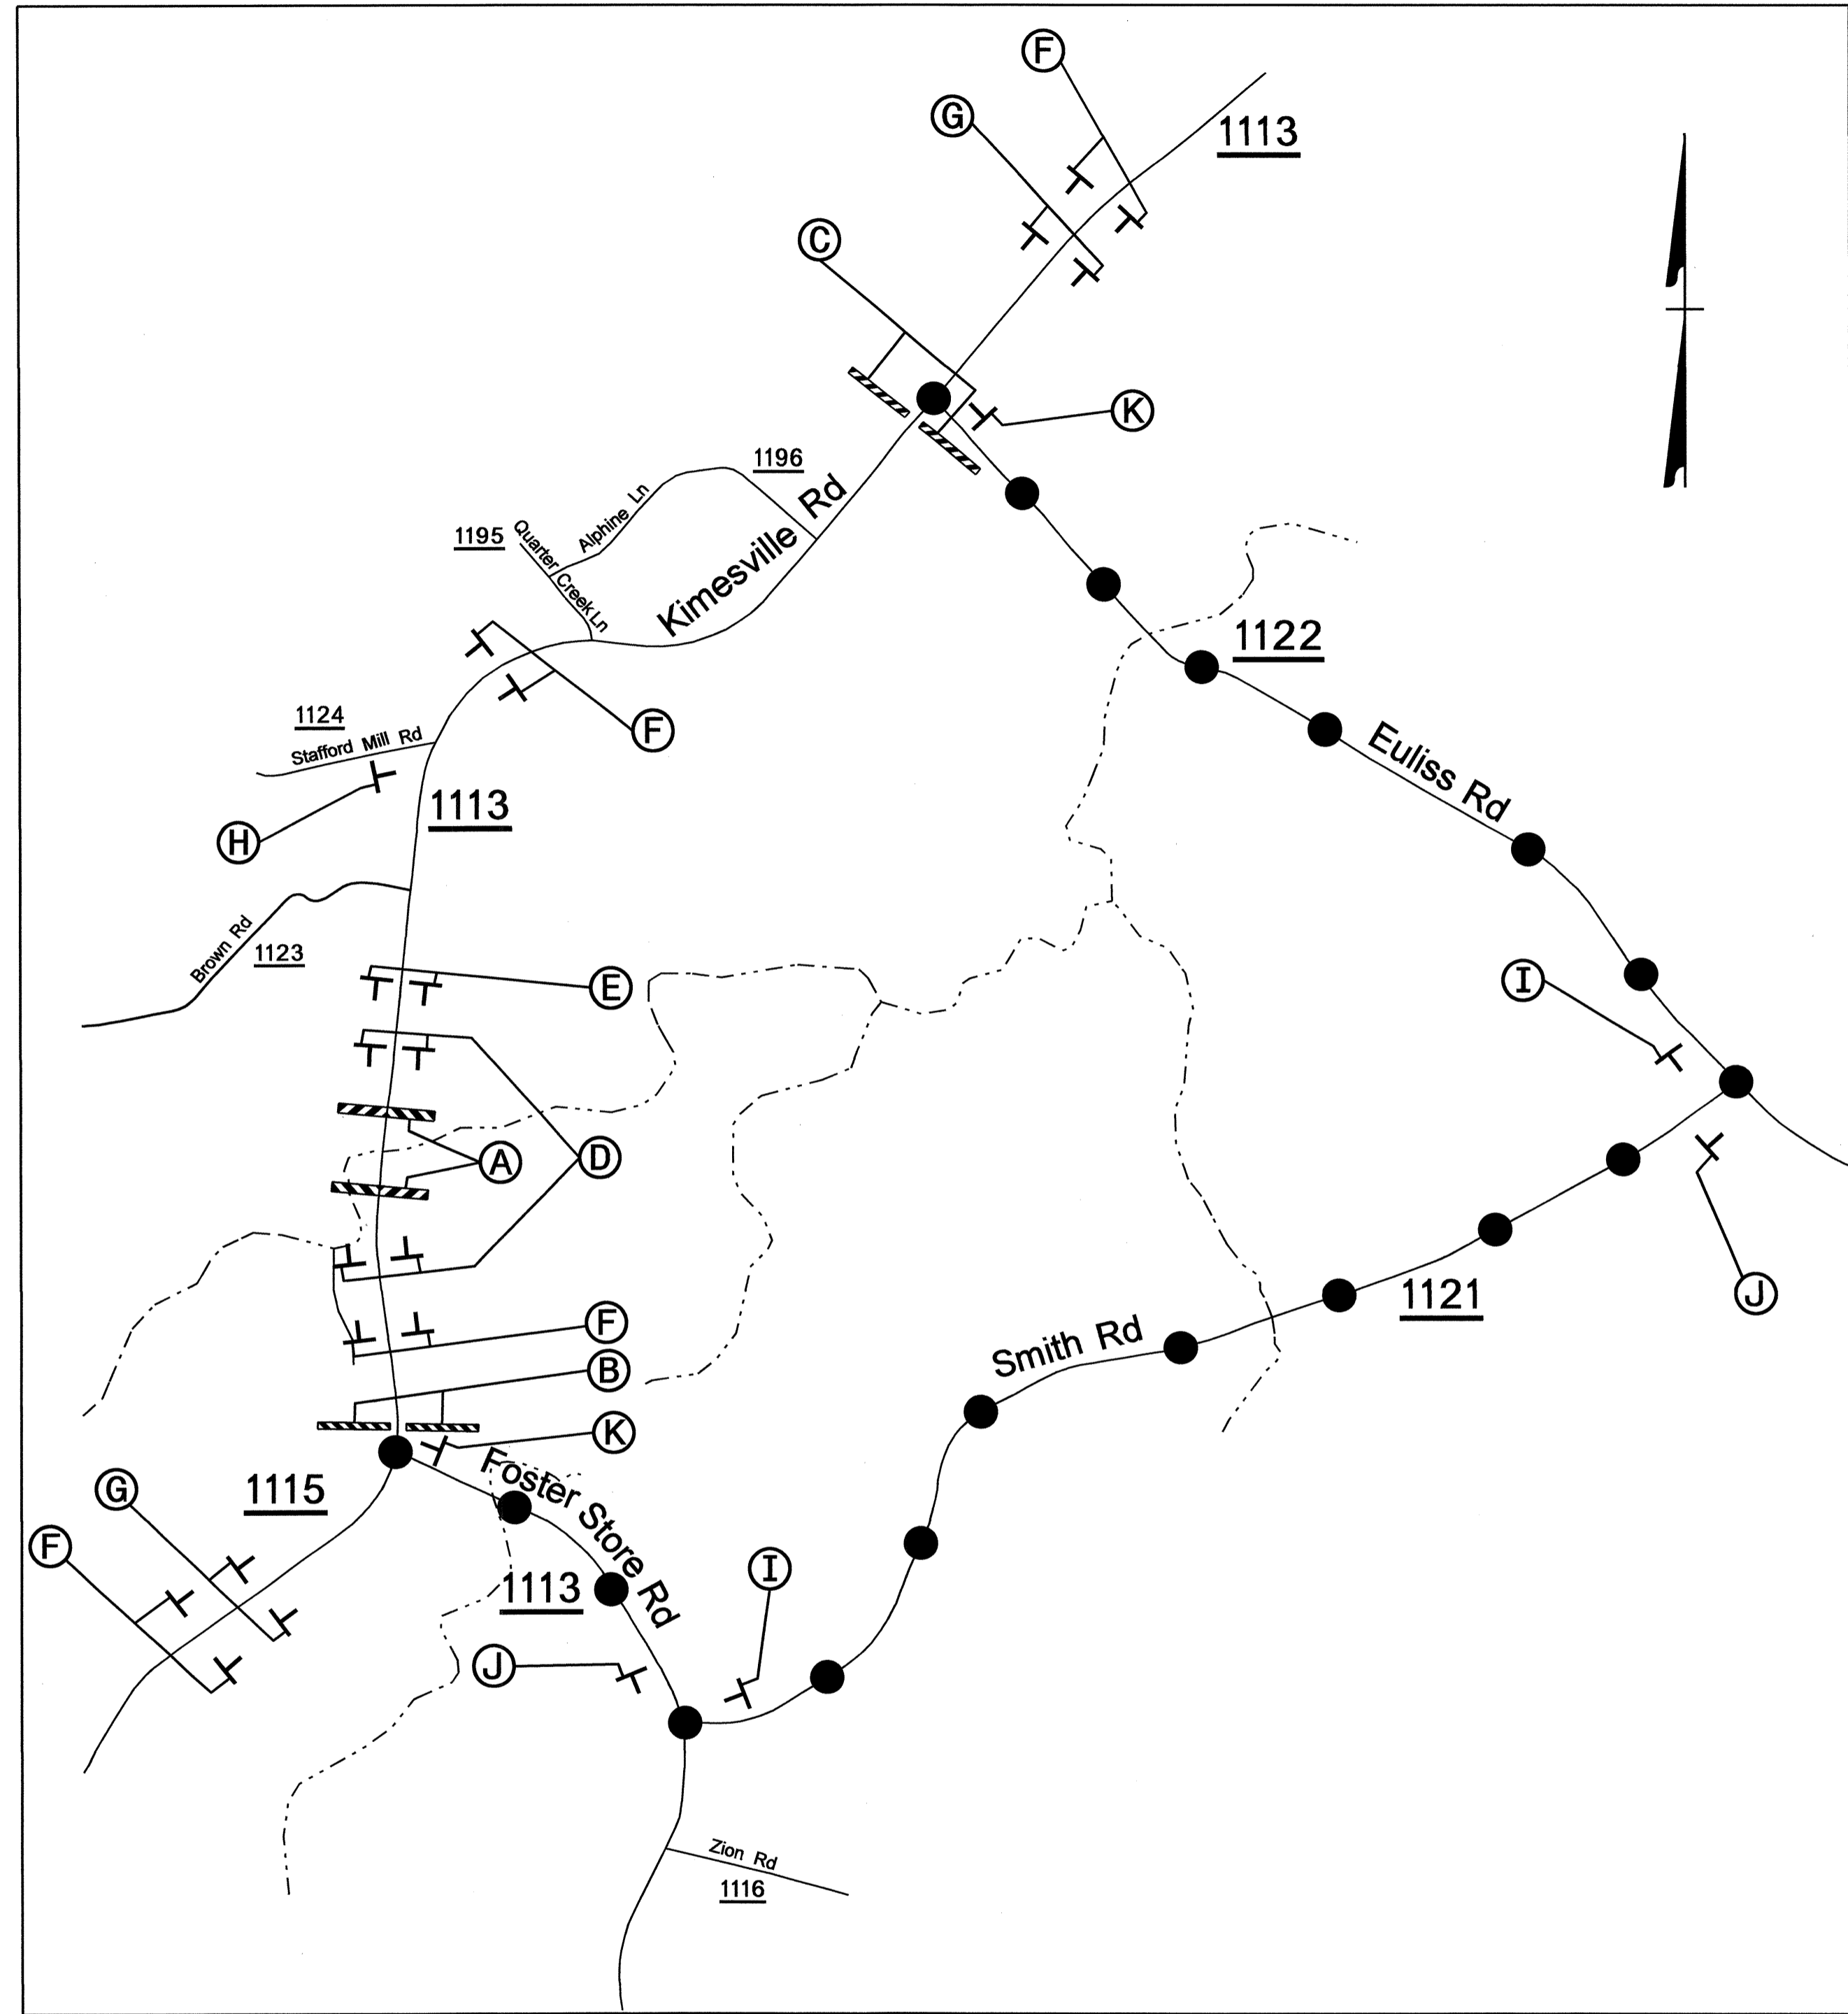 F
1113
G
C
K
1196
Kimesville Rd
Alphine Ln
1195
Quarter Creek Ln
1122
1124
Stafford Mill Rd
F
Euliss Rd
1113
H
Brown Rd
1123
E
I
A
D
J
1121
F
Smith Rd
B
K
1115
G
Foster Store Rd
F
1113
I
J
Zion Rd
1116